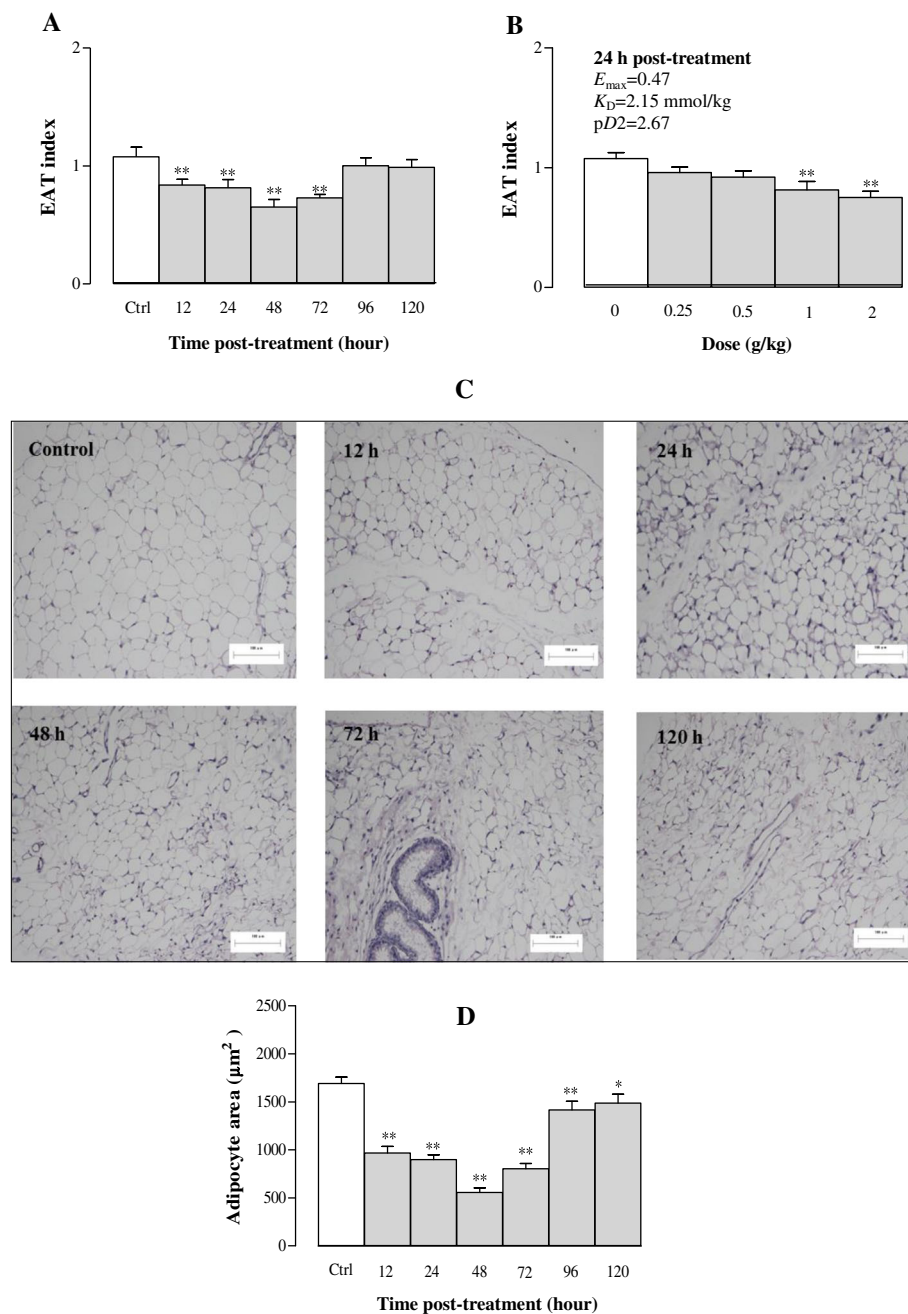 A
2
1
0
EAT index
**
**
**
**
Ctrl 12 24 48 72 96 120
Time post-treatment (hour)
B
2
1
0
EAT index
24 h post-treatment
Emax=0.47
KD=2.15 mmol/kg
pD2=2.67
**
**
0 0.25 0.5 1 2
Dose (g/kg)
C
Control
12 h
24 h
48 h
72 h
120 h
D
2500
2000
1500
1000
500
0
Adipocyte area (µm²)
**
**
**
**
**
*
Ctrl 12 24 48 72 96 120
Time post-treatment (hour)